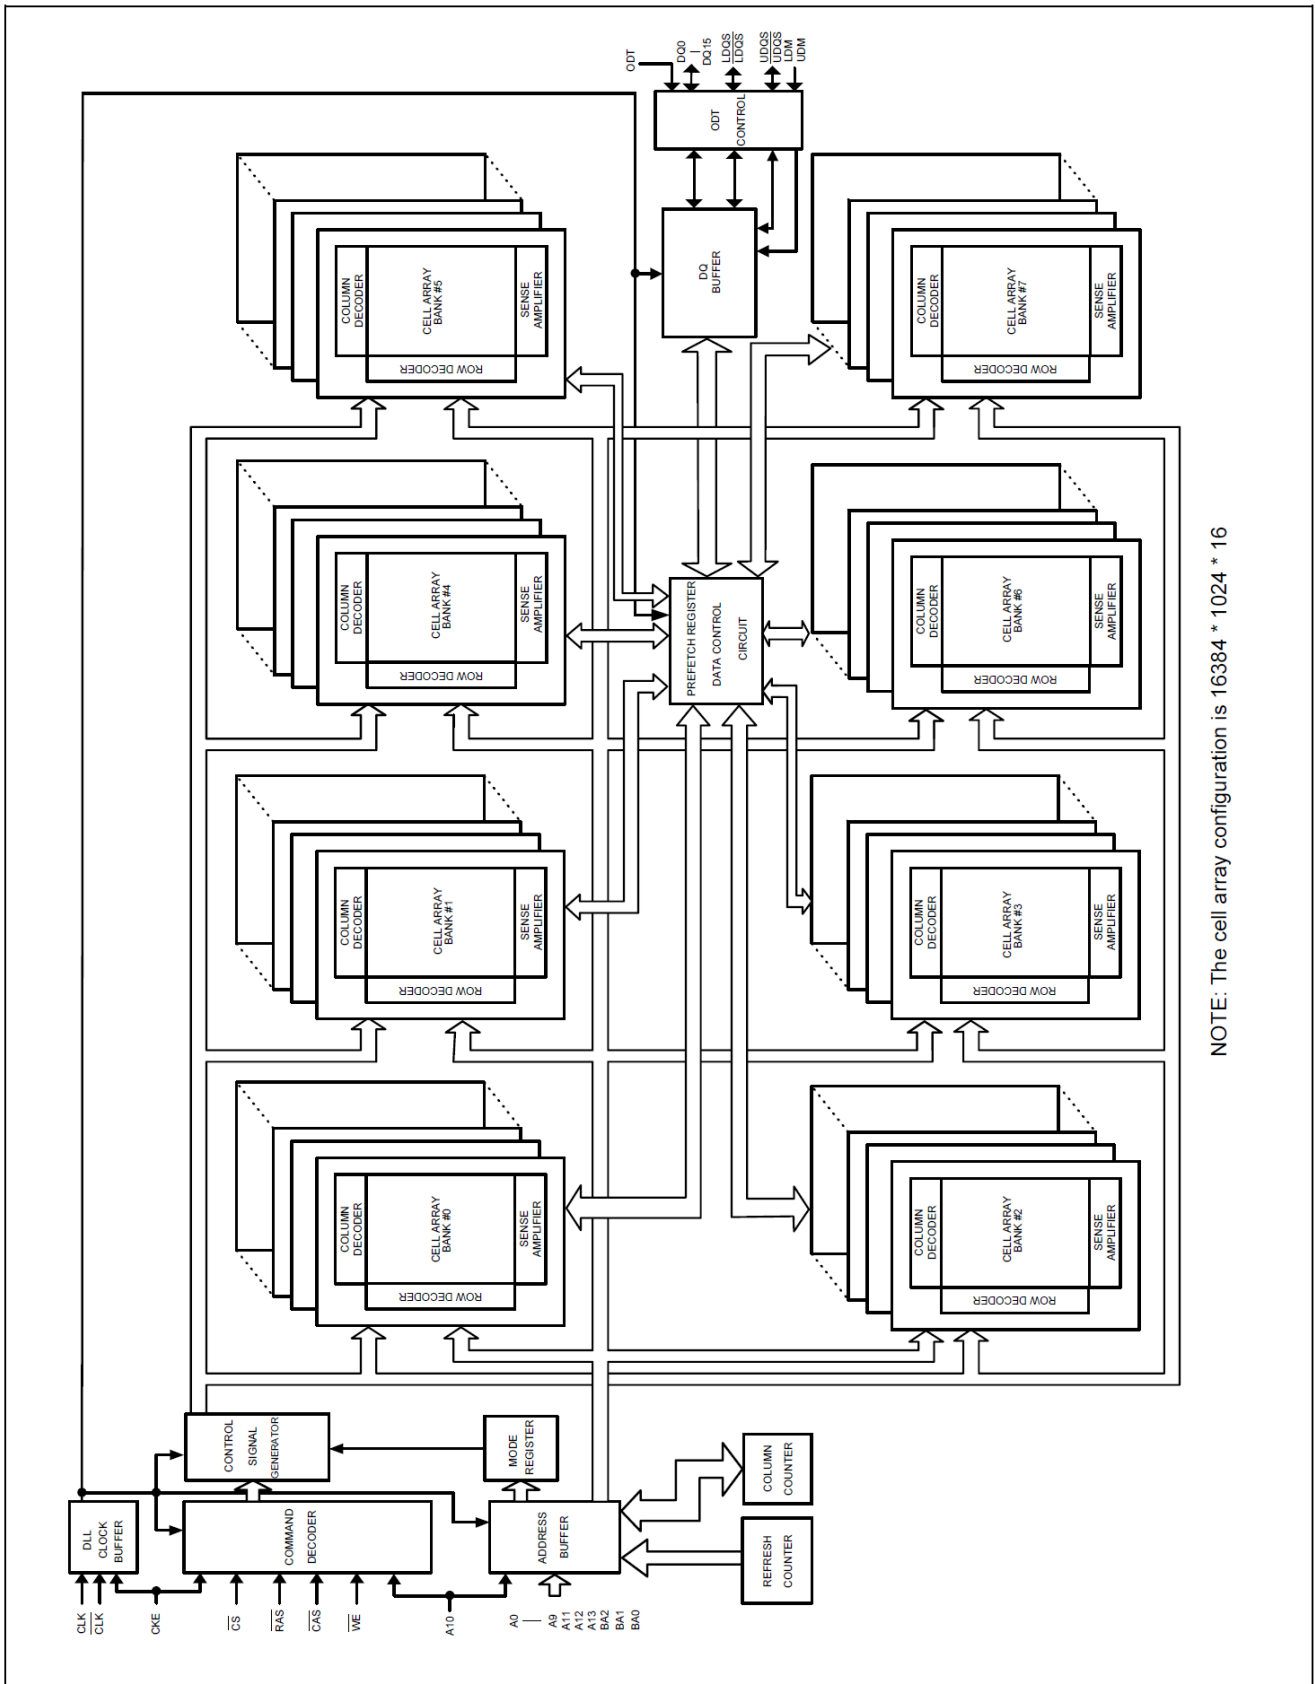 CLK
CLK
CKE
CS
RAS
CAS
WE
A10
A0
A9
A11
A12
A13
BA2
BA1
BA0
DLL
CLOCK
BUFFER
COMMAND
DECODER
ADDRESS
BUFFER
REFRESH
COUNTER
COLUMN
COUNTER
CONTROL
SIGNAL
GENERATOR
MODE
REGISTER
COLUMN
DECODER
CELL ARRAY
BANK #0
SENSE
AMPLIFIER
ROW DECODER
COLUMN
DECODER
CELL ARRAY
BANK #2
SENSE
AMPLIFIER
ROW DECODER
COLUMN
DECODER
CELL ARRAY
BANK #1
SENSE
AMPLIFIER
ROW DECODER
COLUMN
DECODER
CELL ARRAY
BANK #3
SENSE
AMPLIFIER
ROW DECODER
COLUMN
DECODER
CELL ARRAY
BANK #4
SENSE
AMPLIFIER
ROW DECODER
COLUMN
DECODER
CELL ARRAY
BANK #6
SENSE
AMPLIFIER
ROW DECODER
COLUMN
DECODER
CELL ARRAY
BANK #5
SENSE
AMPLIFIER
ROW DECODER
COLUMN
DECODER
CELL ARRAY
BANK #7
SENSE
AMPLIFIER
ROW DECODER
PREFETCH REGISTER
DATA CONTROL
CIRCUIT
DQ
BUFFER
ODT
CONTROL
ODT
DQ0
|
DQ15
LDQS
LDQS
UDQS
UDQS
LDM
UDM
NOTE: The cell array configuration is 16384 * 1024 * 16